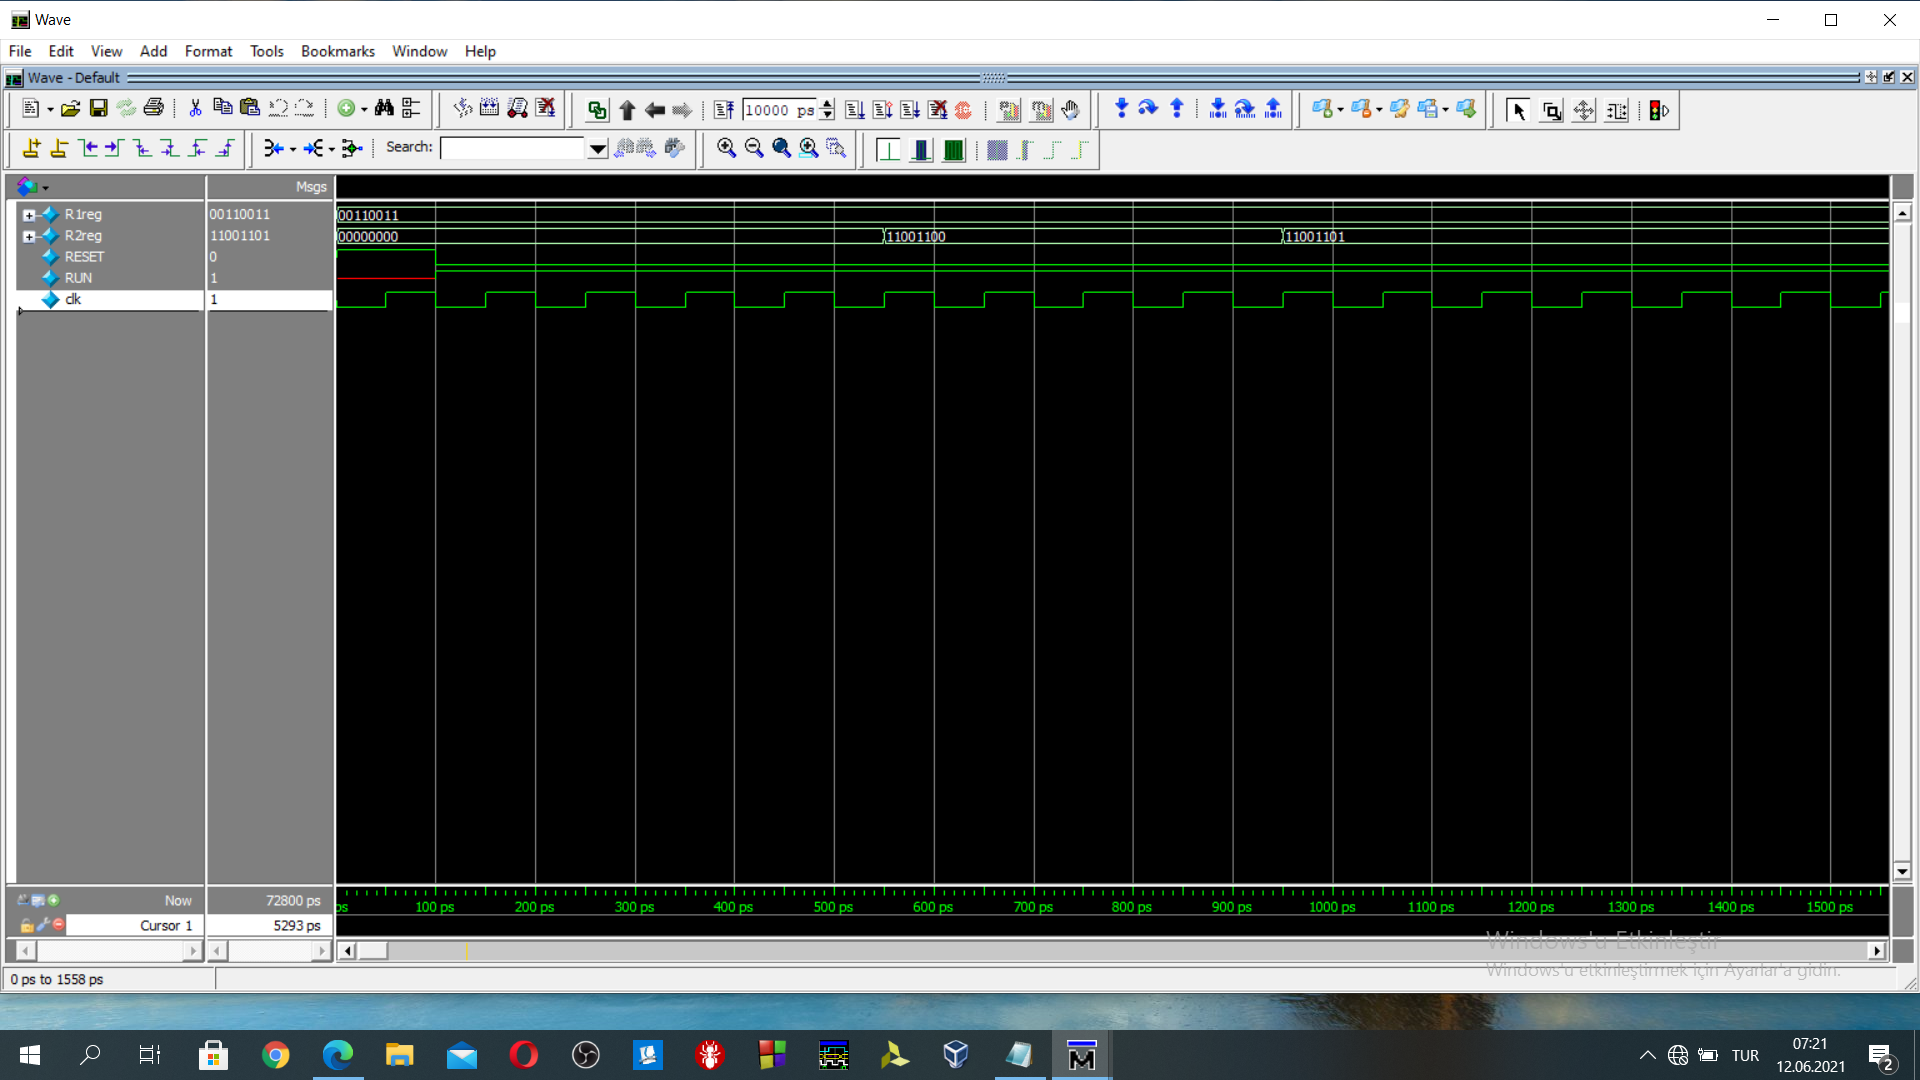 Wave
File Edit View Add Format Tools Bookmarks Window Help
Wave - Default
10000 ps
Search:
Msgs
R1reg 00110011 00110011
R2reg 11001101 00000000 11001100 11001101
RESET 0
RUN 1
clk 1
Now 72800 ps
ps 100 ps 200 ps 300 ps 400 ps 500 ps 600 ps 700 ps 800 ps 900 ps 1000 ps 1100 ps 1200 ps 1300 ps 1400 ps 1500 ps
Cursor 1 5293 ps
Windows'u Etkinleştir
Windows'u etkinleştirmek için Ayarlar'a gidin.
0 ps to 1558 ps
TUR
07:21
12.06.2021
2